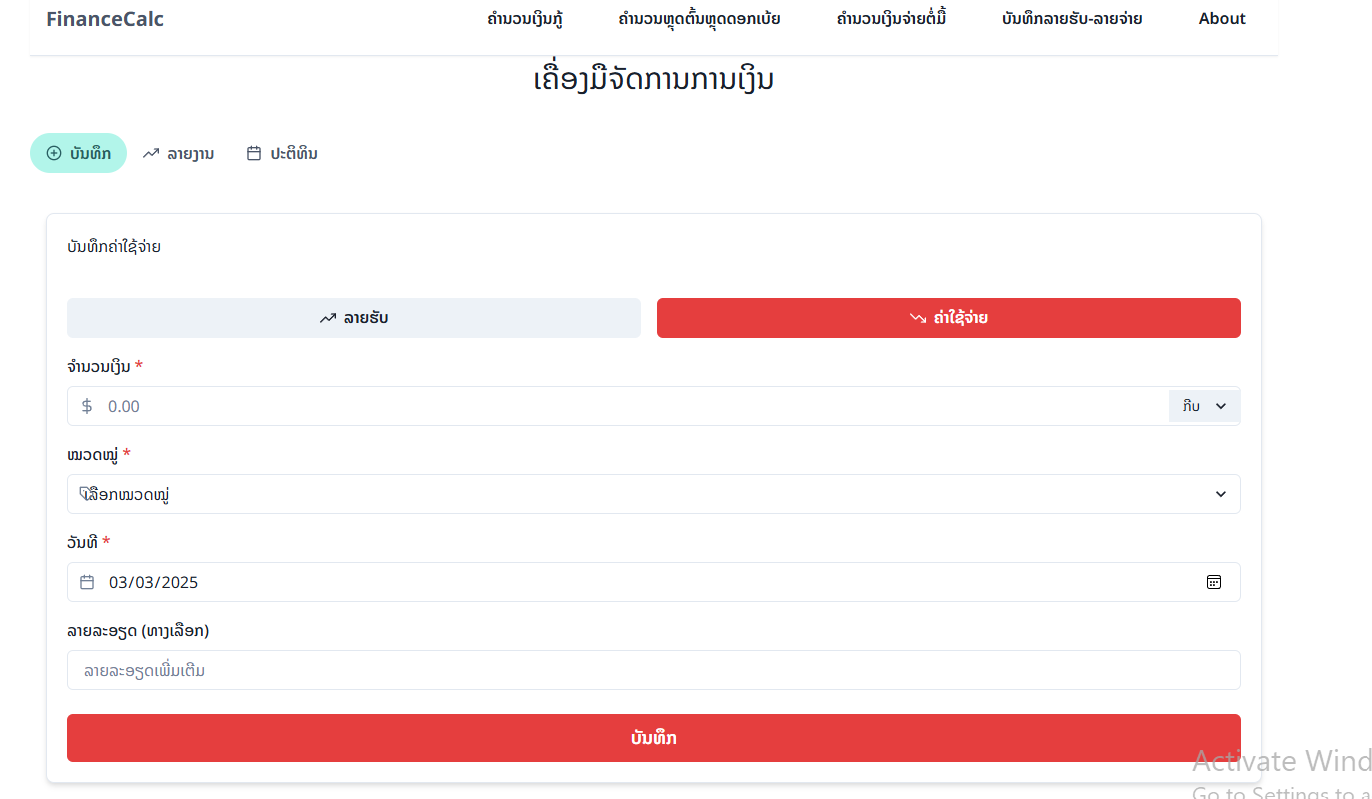 FinanceCalc ຄຳນວນເງິນກູ້ ຄຳນວນຫຼຸດຕົ້ນຫຼຸດດອກເບ້ຍ ຄຳນວນເງິນຈ່າຍຕໍ່ມື້ ບັນທຶກລາຍຮັບ-ລາຍຈ່າຍ About
ເຄື່ອງມືຈັດການການເງິນ
ບັນທຶກ ລາຍງານ ປະຕິທິນ
ບັນທຶກຄ່າໃຊ້ຈ່າຍ
ລາຍຮັບ ຄ່າໃຊ້ຈ່າຍ
ຈຳນວນເງິນ *
$ 0.00 ກີບ
ໝວດໝູ່ *
ເລືອກໝວດໝູ່
ວັນທີ *
03/03/2025
ລາຍລະອຽດ (ທາງເລືອກ)
ລາຍລະອຽດເພີ່ມເຕີມ
ບັນທຶກ
Activate Wind
Go to Settings to a